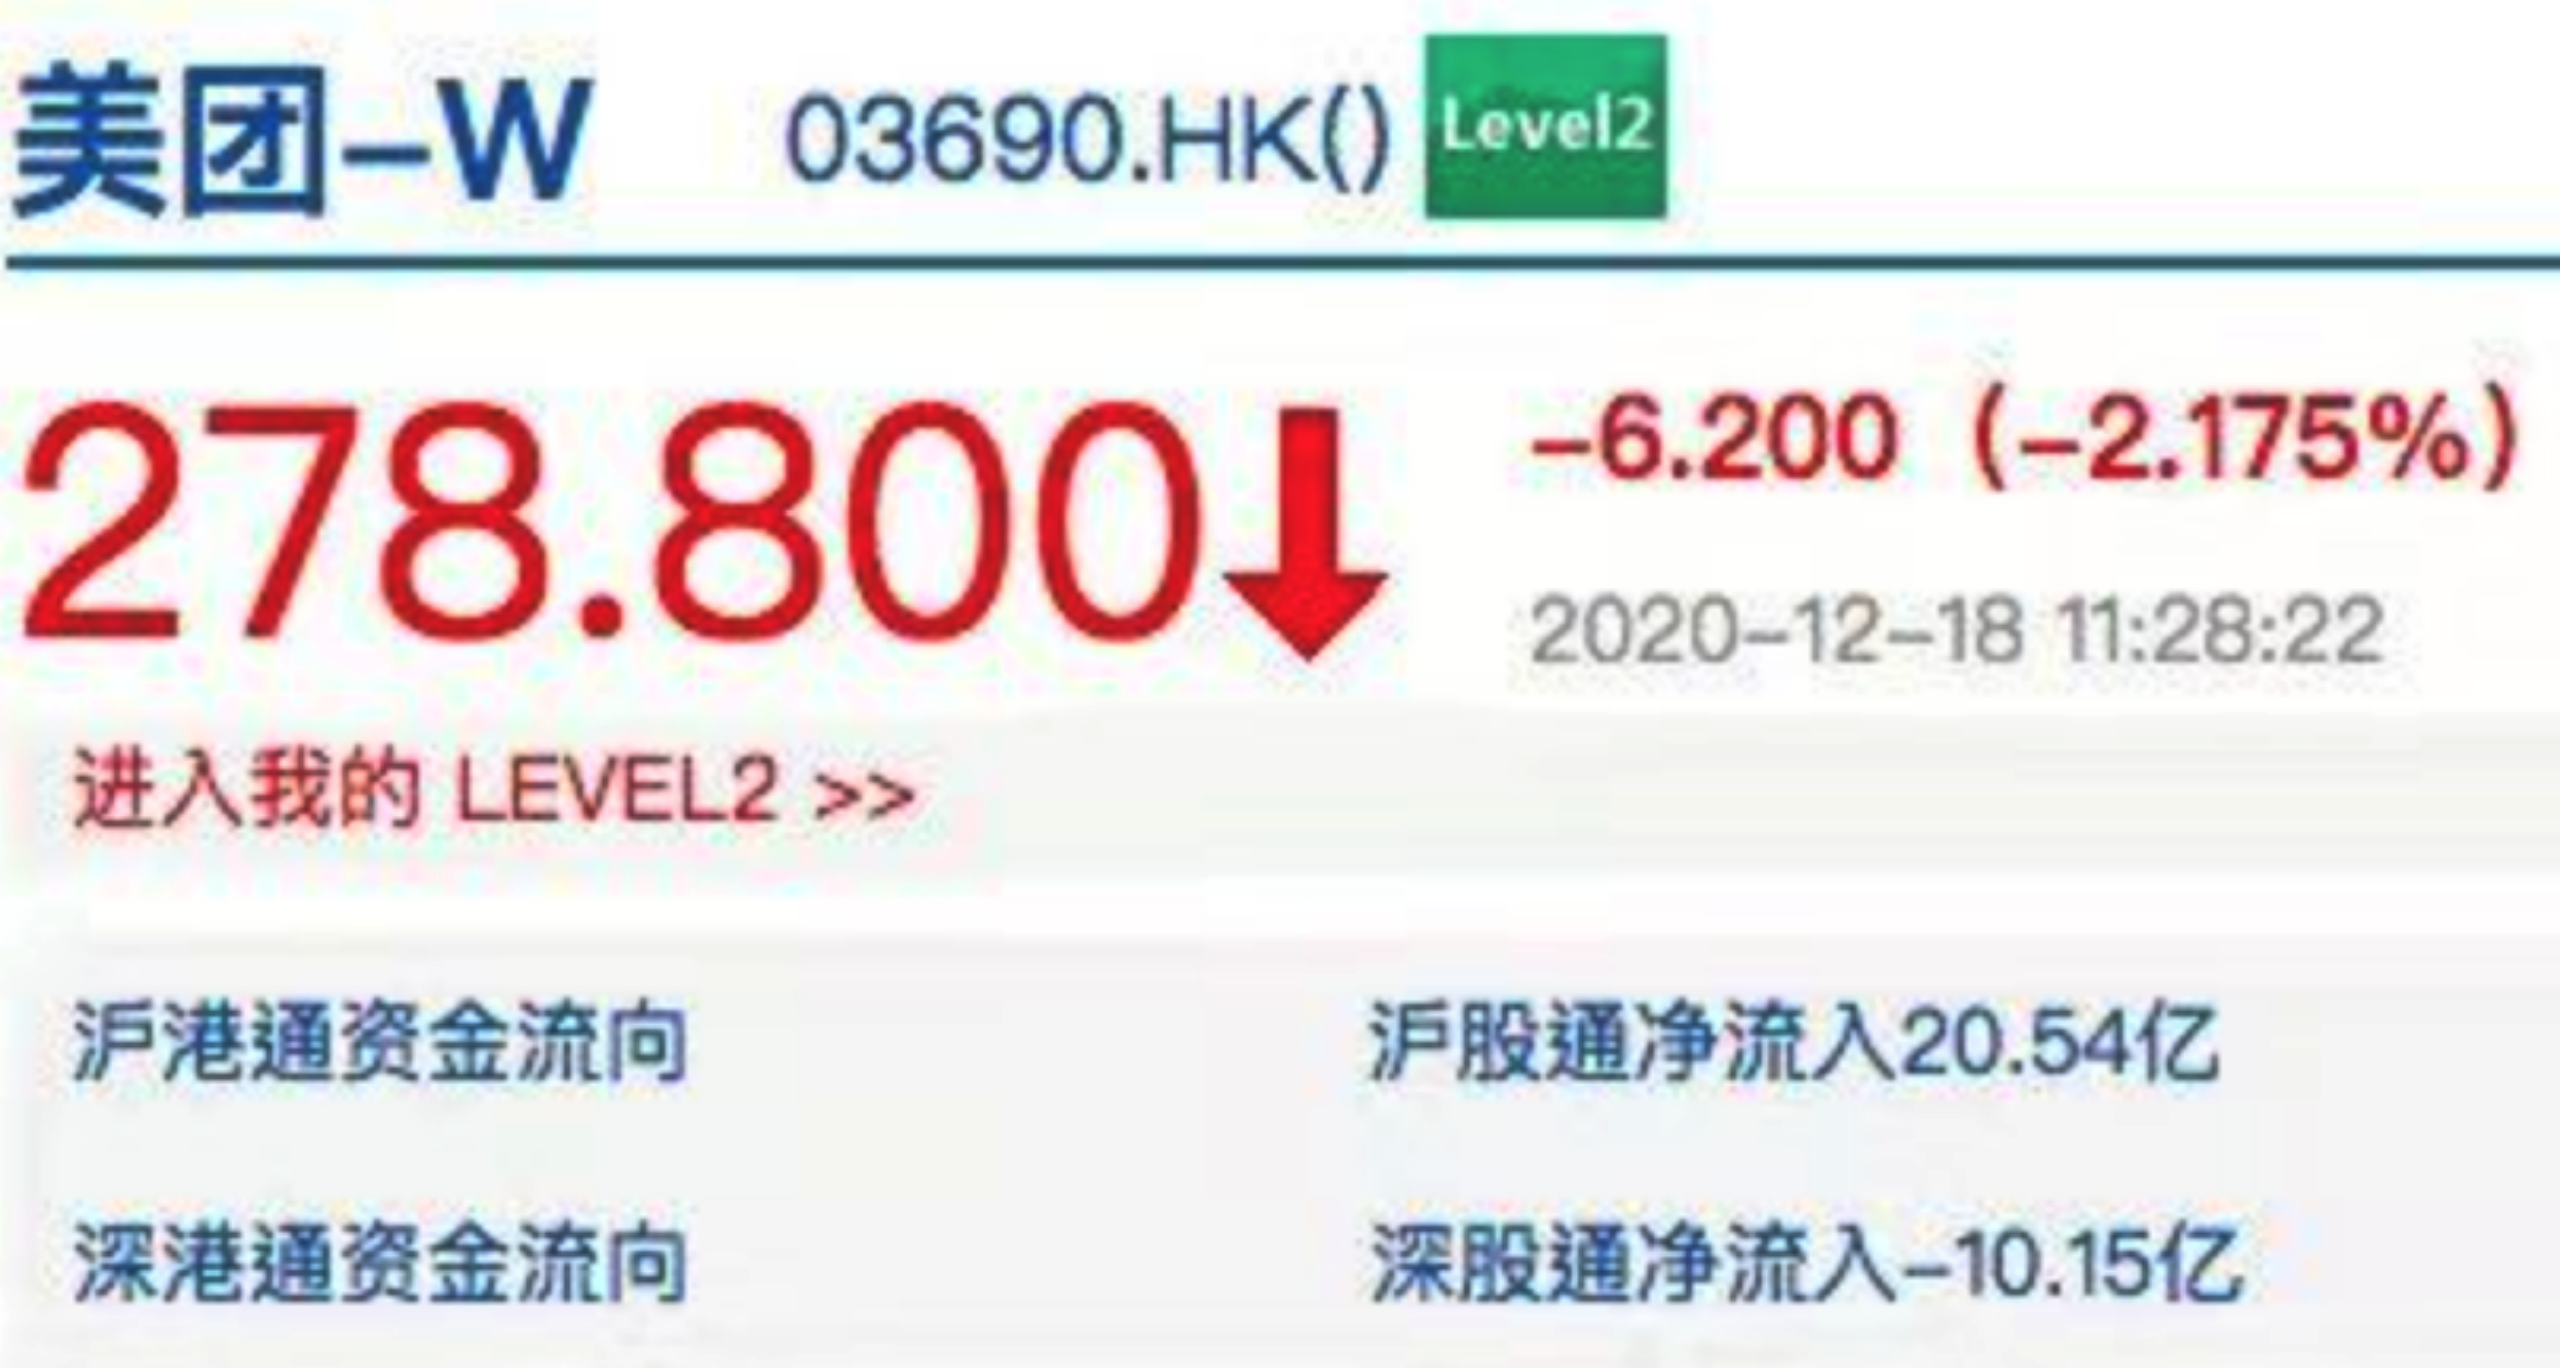 美团-W 03690.HK() Level2
278.800↓ -6.200 (-2.175%)
2020-12-18 11:28:22
进入我的 LEVEL2 >>
沪港通资金流向 沪股通净流入20.54亿
深港通资金流向 深股通净流入-10.15亿